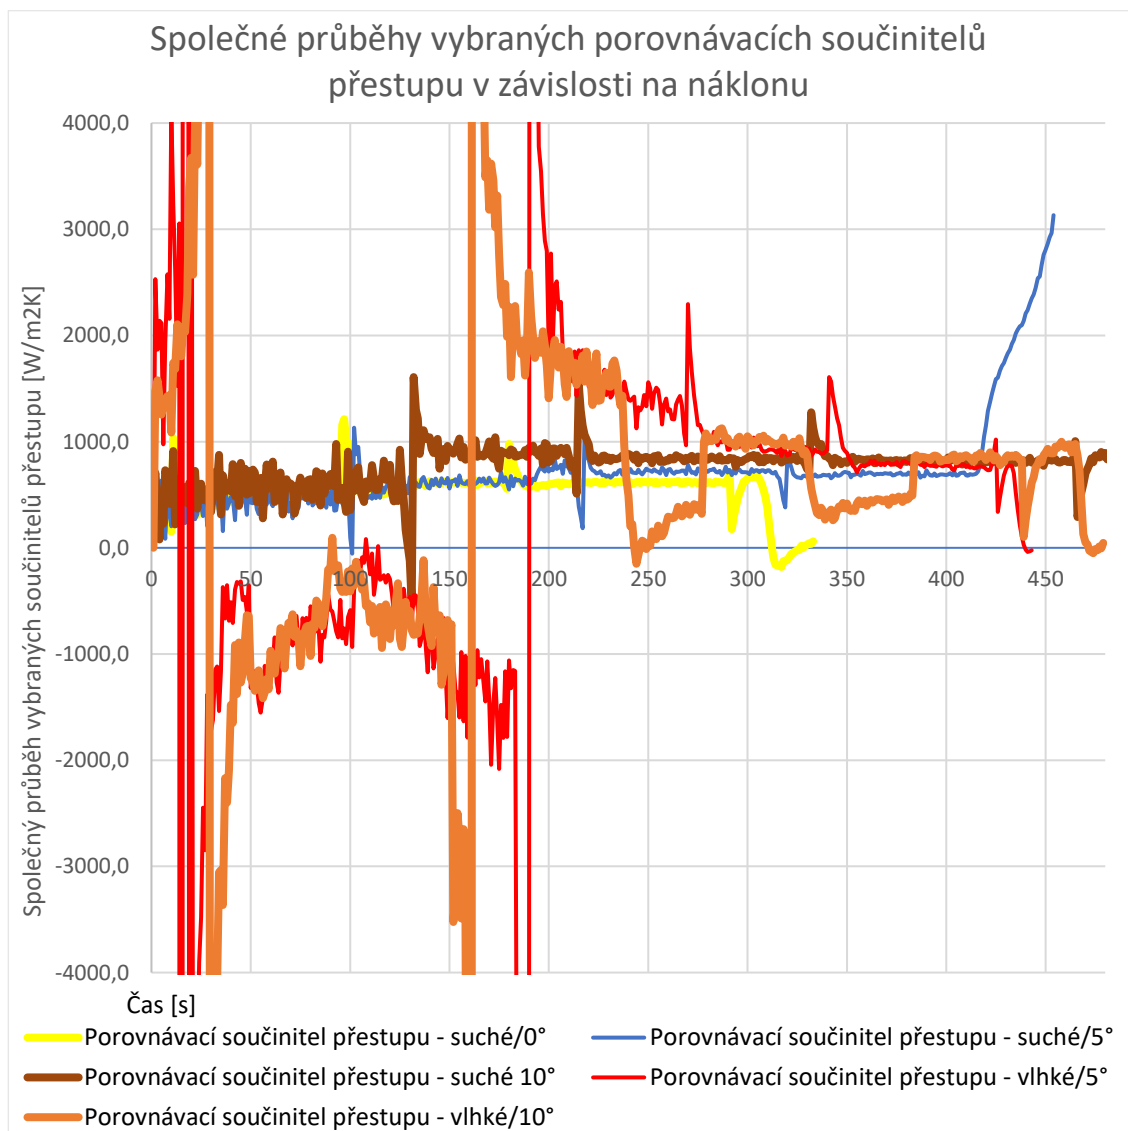 Společné průběhy vybraných porovnávacích součinitelů
přestupu v závislosti na náklonu
Společný průběh vybraných součinitelů přestupu [W/m2K]
4000,0
3000,0
2000,0
1000,0
0,0
-1000,0
-2000,0
-3000,0
-4000,0
0 50 100 150 200 250 300 350 400 450
Čas [s]
Porovnávací součinitel přestupu - suché/0° Porovnávací součinitel přestupu - suché/5°
Porovnávací součinitel přestupu - suché 10° Porovnávací součinitel přestupu - vlhké/5°
Porovnávací součinitel přestupu - vlhké/10°